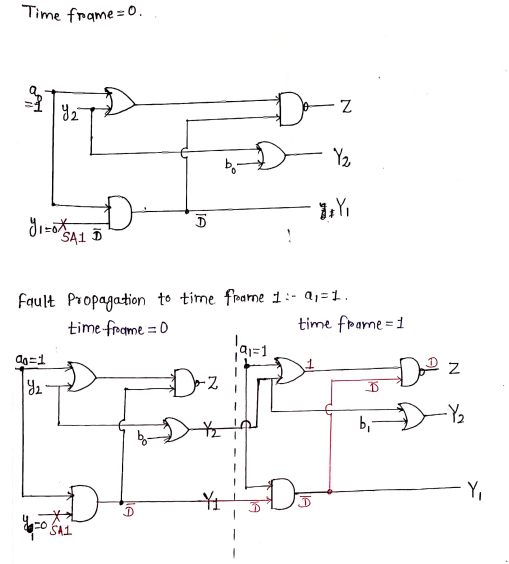 Time frame = 0.
a0
=1
y2
Z
b0
Y2
y1=0
SA1 D̅
D̅
Y1
Fault Propagation to time frame 1:- a1=1.
time frame = 0
time frame = 1
a0=1
a1=1
1
D
Z
y2
Z
D̅
b0
Y2
b1
Y2
Y1
Y1
D̅
D̅
D̅
y1=0
SA1